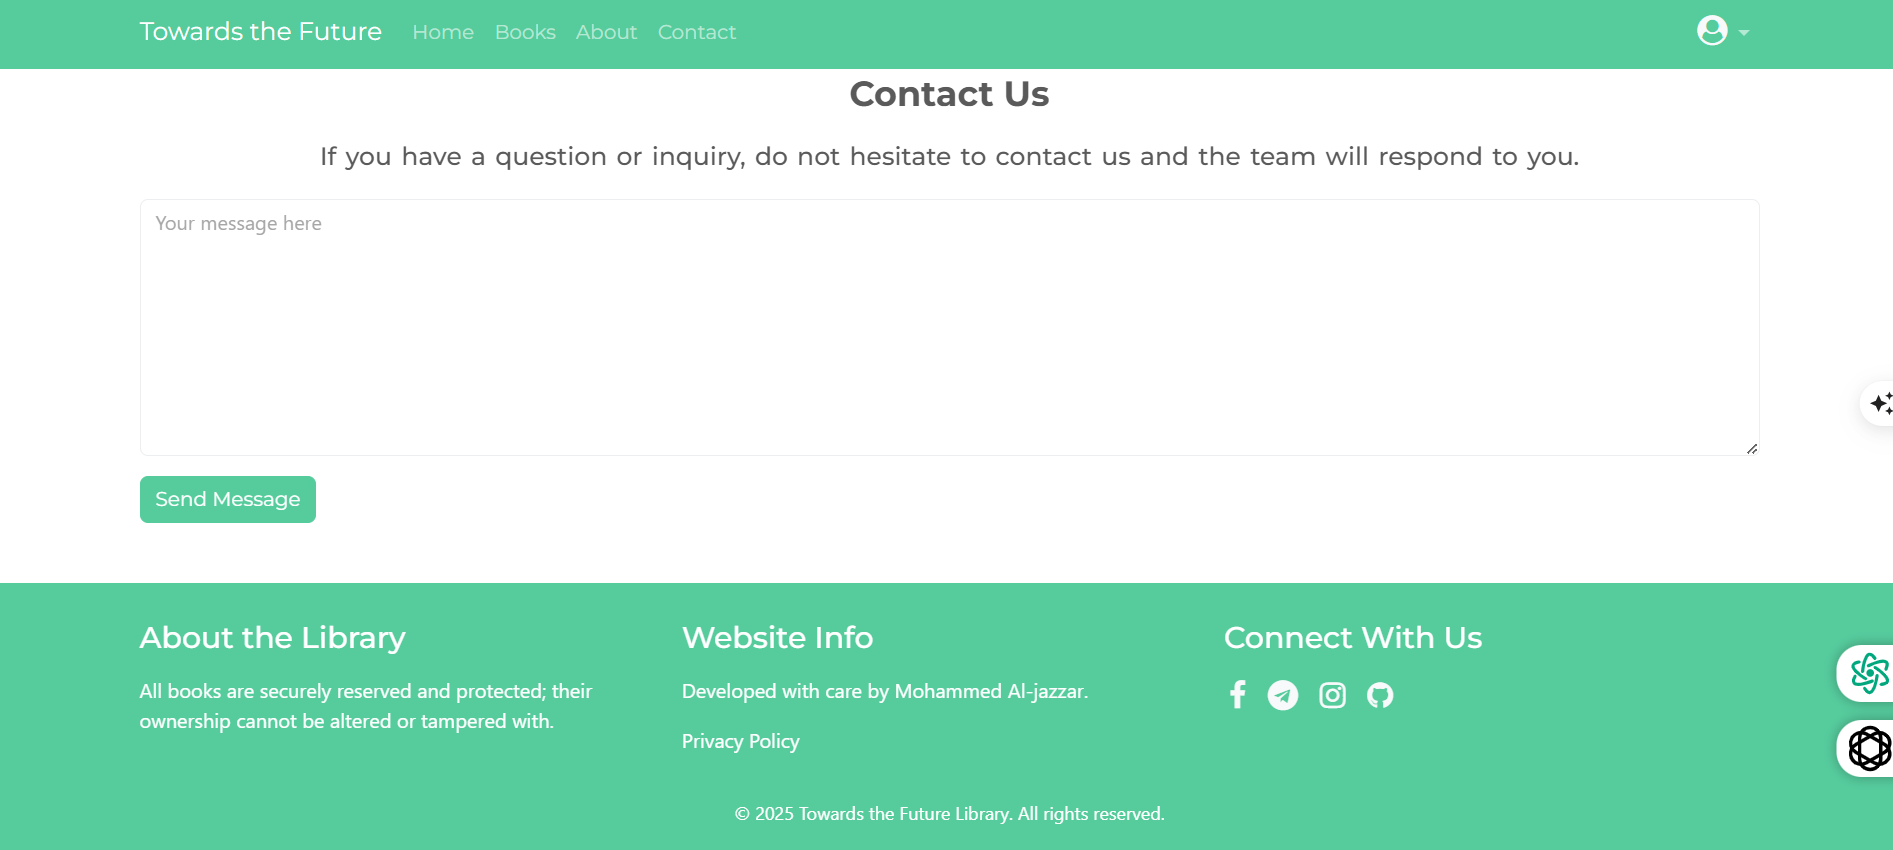 Towards the Future Home Books About Contact
Contact Us
If you have a question or inquiry, do not hesitate to contact us and the team will respond to you.
Your message here
Send Message
About the Library
All books are securely reserved and protected; their
ownership cannot be altered or tampered with.
Website Info
Developed with care by Mohammed Al-jazzar.
Privacy Policy
Connect With Us
© 2025 Towards the Future Library. All rights reserved.